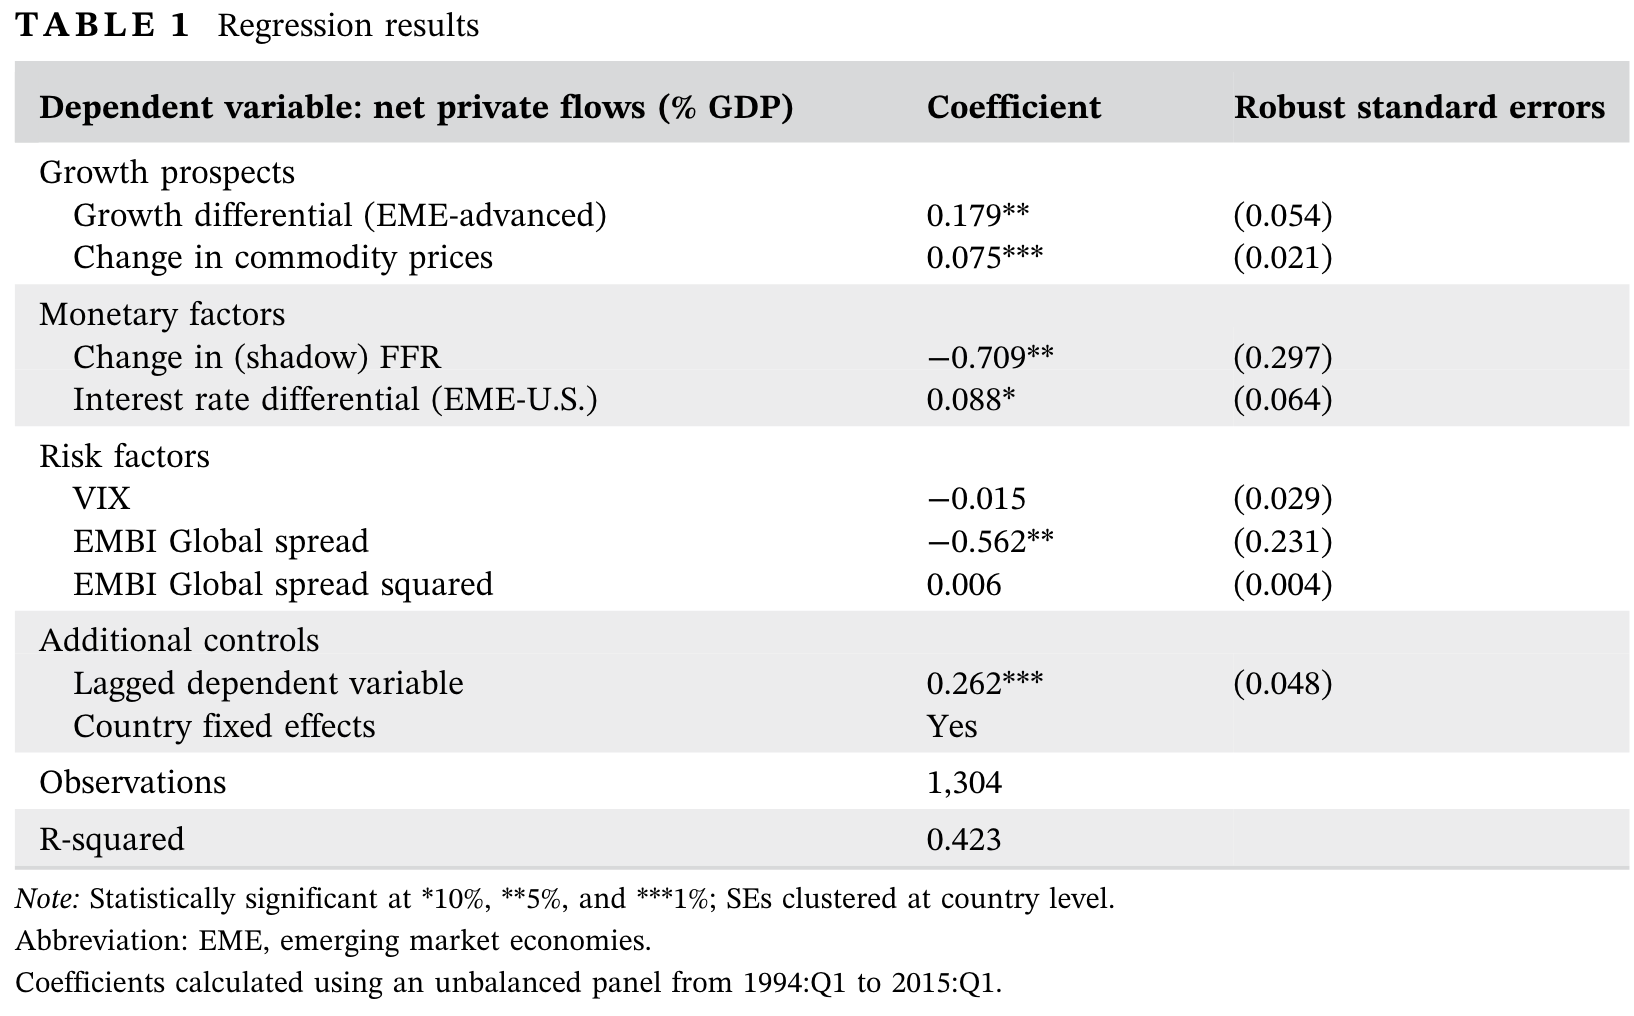 TABLE 1 Regression results
Dependent variable: net private flows (% GDP) Coefficient Robust standard errors
Growth prospects
Growth differential (EME-advanced) 0.179** (0.054)
Change in commodity prices 0.075*** (0.021)
Monetary factors
Change in (shadow) FFR −0.709** (0.297)
Interest rate differential (EME-U.S.) 0.088* (0.064)
Risk factors
VIX −0.015 (0.029)
EMBI Global spread −0.562** (0.231)
EMBI Global spread squared 0.006 (0.004)
Additional controls
Lagged dependent variable 0.262*** (0.048)
Country fixed effects Yes
Observations 1,304
R-squared 0.423
Note: Statistically significant at *10%, **5%, and ***1%; SEs clustered at country level.
Abbreviation: EME, emerging market economies.
Coefficients calculated using an unbalanced panel from 1994:Q1 to 2015:Q1.